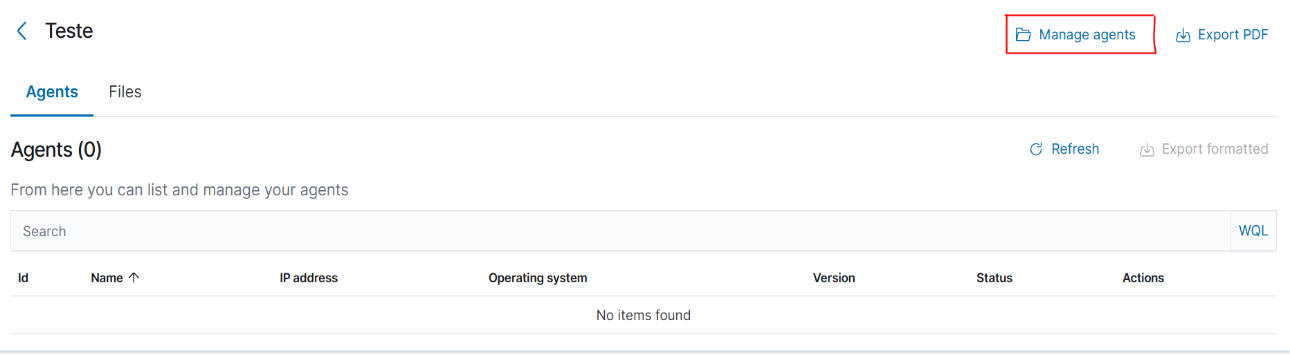 Teste
Manage agents Export PDF
Agents Files
Agents (0)
Refresh Export formatted
From here you can list and manage your agents
Search WQL
Id Name IP address Operating system Version Status Actions
No items found